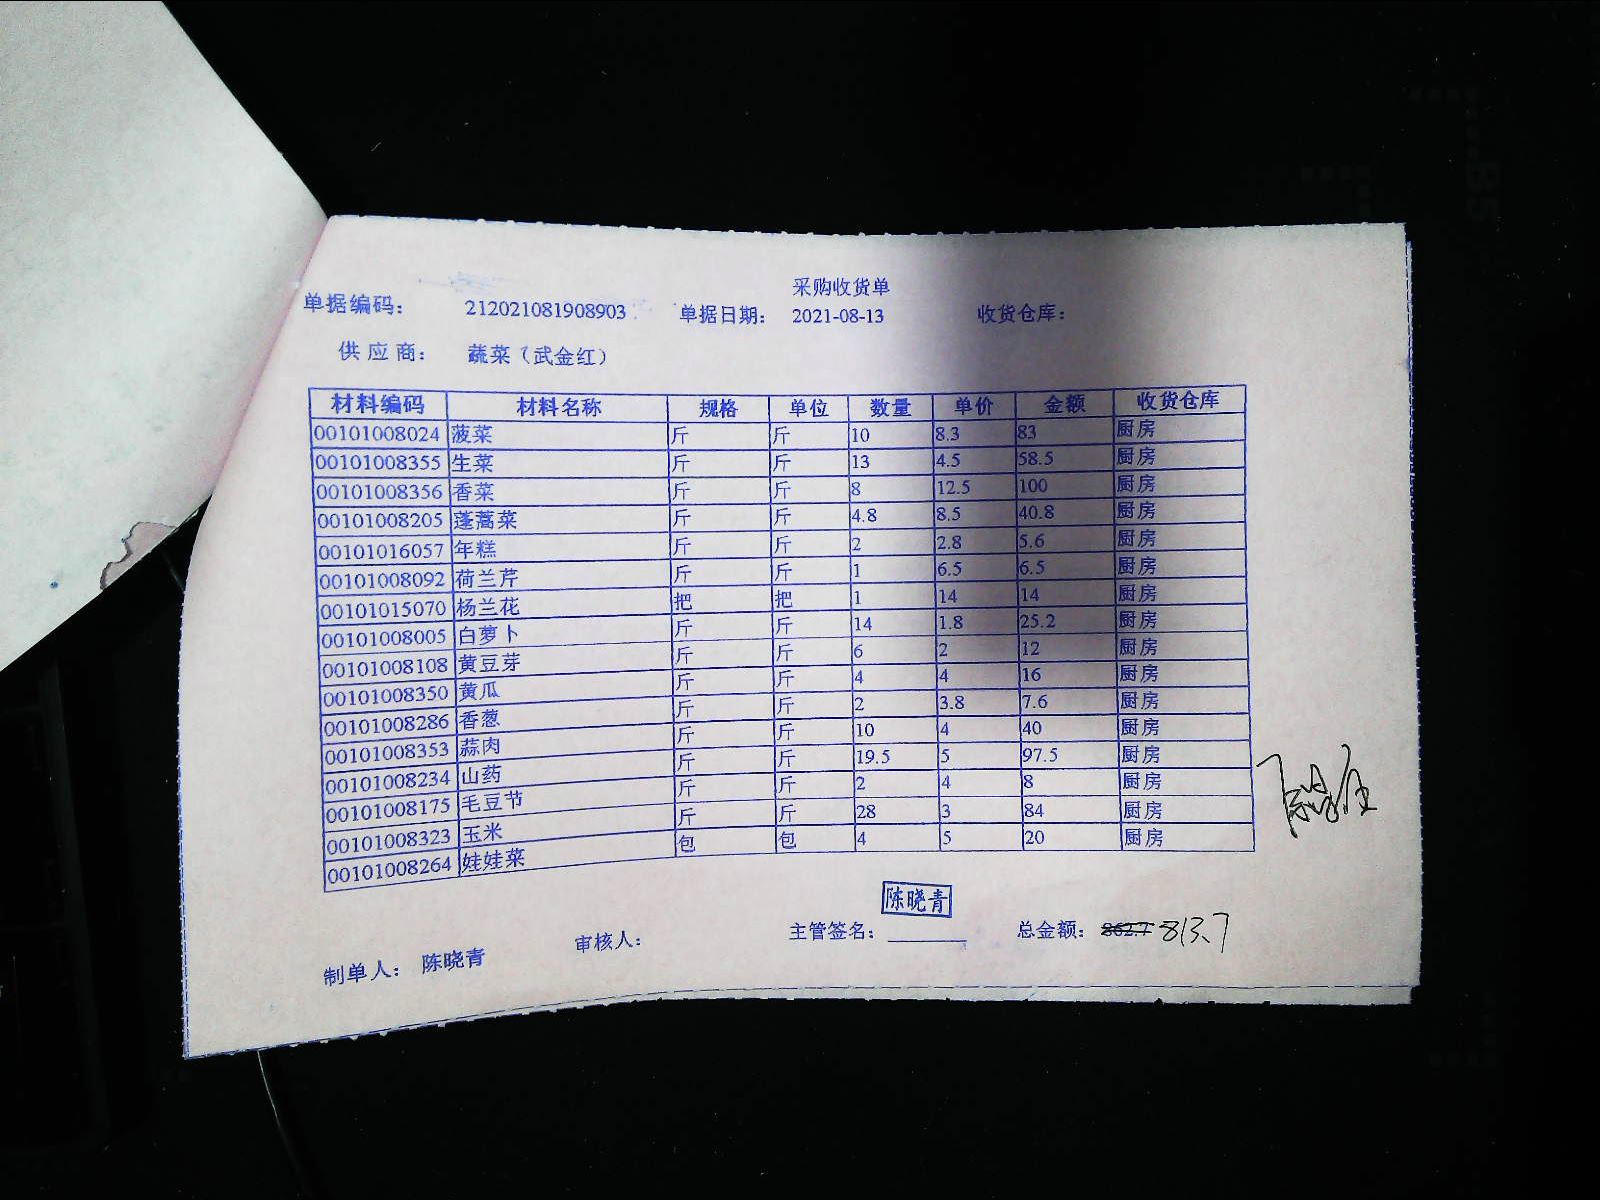 采购收货单
单据编码： 212021081908903 单据日期： 2021-08-13 收货仓库：
供应商： 蔬菜（武金红）
材料编码 材料名称 规格 单位 数量 单价 金额 收货仓库
00101008024 菠菜 斤 斤 10 8.3 83 厨房
00101008355 生菜 斤 斤 13 4.5 58.5 厨房
00101008356 香菜 斤 斤 8 12.5 100 厨房
00101008205 蓬蒿菜 斤 斤 4.8 8.5 40.8 厨房
00101016057 年糕 斤 斤 2 2.8 5.6 厨房
00101008092 荷兰芹 斤 斤 1 6.5 6.5 厨房
00101015070 杨兰花 把 把 1 14 14 厨房
00101008005 白萝卜 斤 斤 14 1.8 25.2 厨房
00101008108 黄豆芽 斤 斤 6 2 12 厨房
00101008350 黄瓜 斤 斤 4 4 16 厨房
00101008286 香葱 斤 斤 2 3.8 7.6 厨房
00101008353 蒜肉 斤 斤 10 4 40 厨房
00101008234 山药 斤 斤 19.5 5 97.5 厨房
00101008175 毛豆节 斤 斤 2 4 8 厨房
00101008323 玉米 斤 斤 28 3 84 厨房
00101008264 娃娃菜 包 包 4 5 20 厨房
陈晓青
制单人： 陈晓青 审核人： 主管签名： 总金额： 862.7 813.7